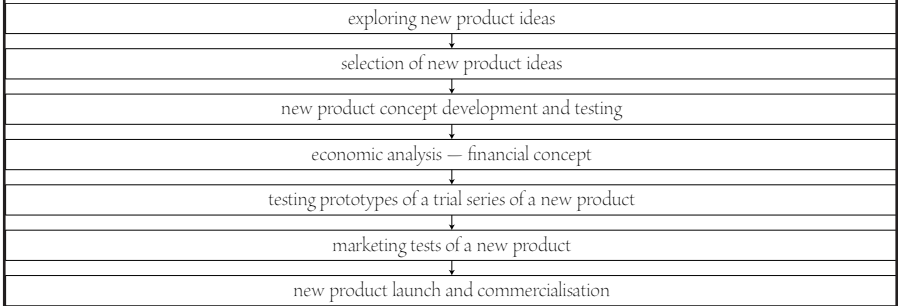 exploring new product ideas
selection of new product ideas
new product concept development and testing
economic analysis — financial concept
testing prototypes of a trial series of a new product
marketing tests of a new product
new product launch and commercialisation